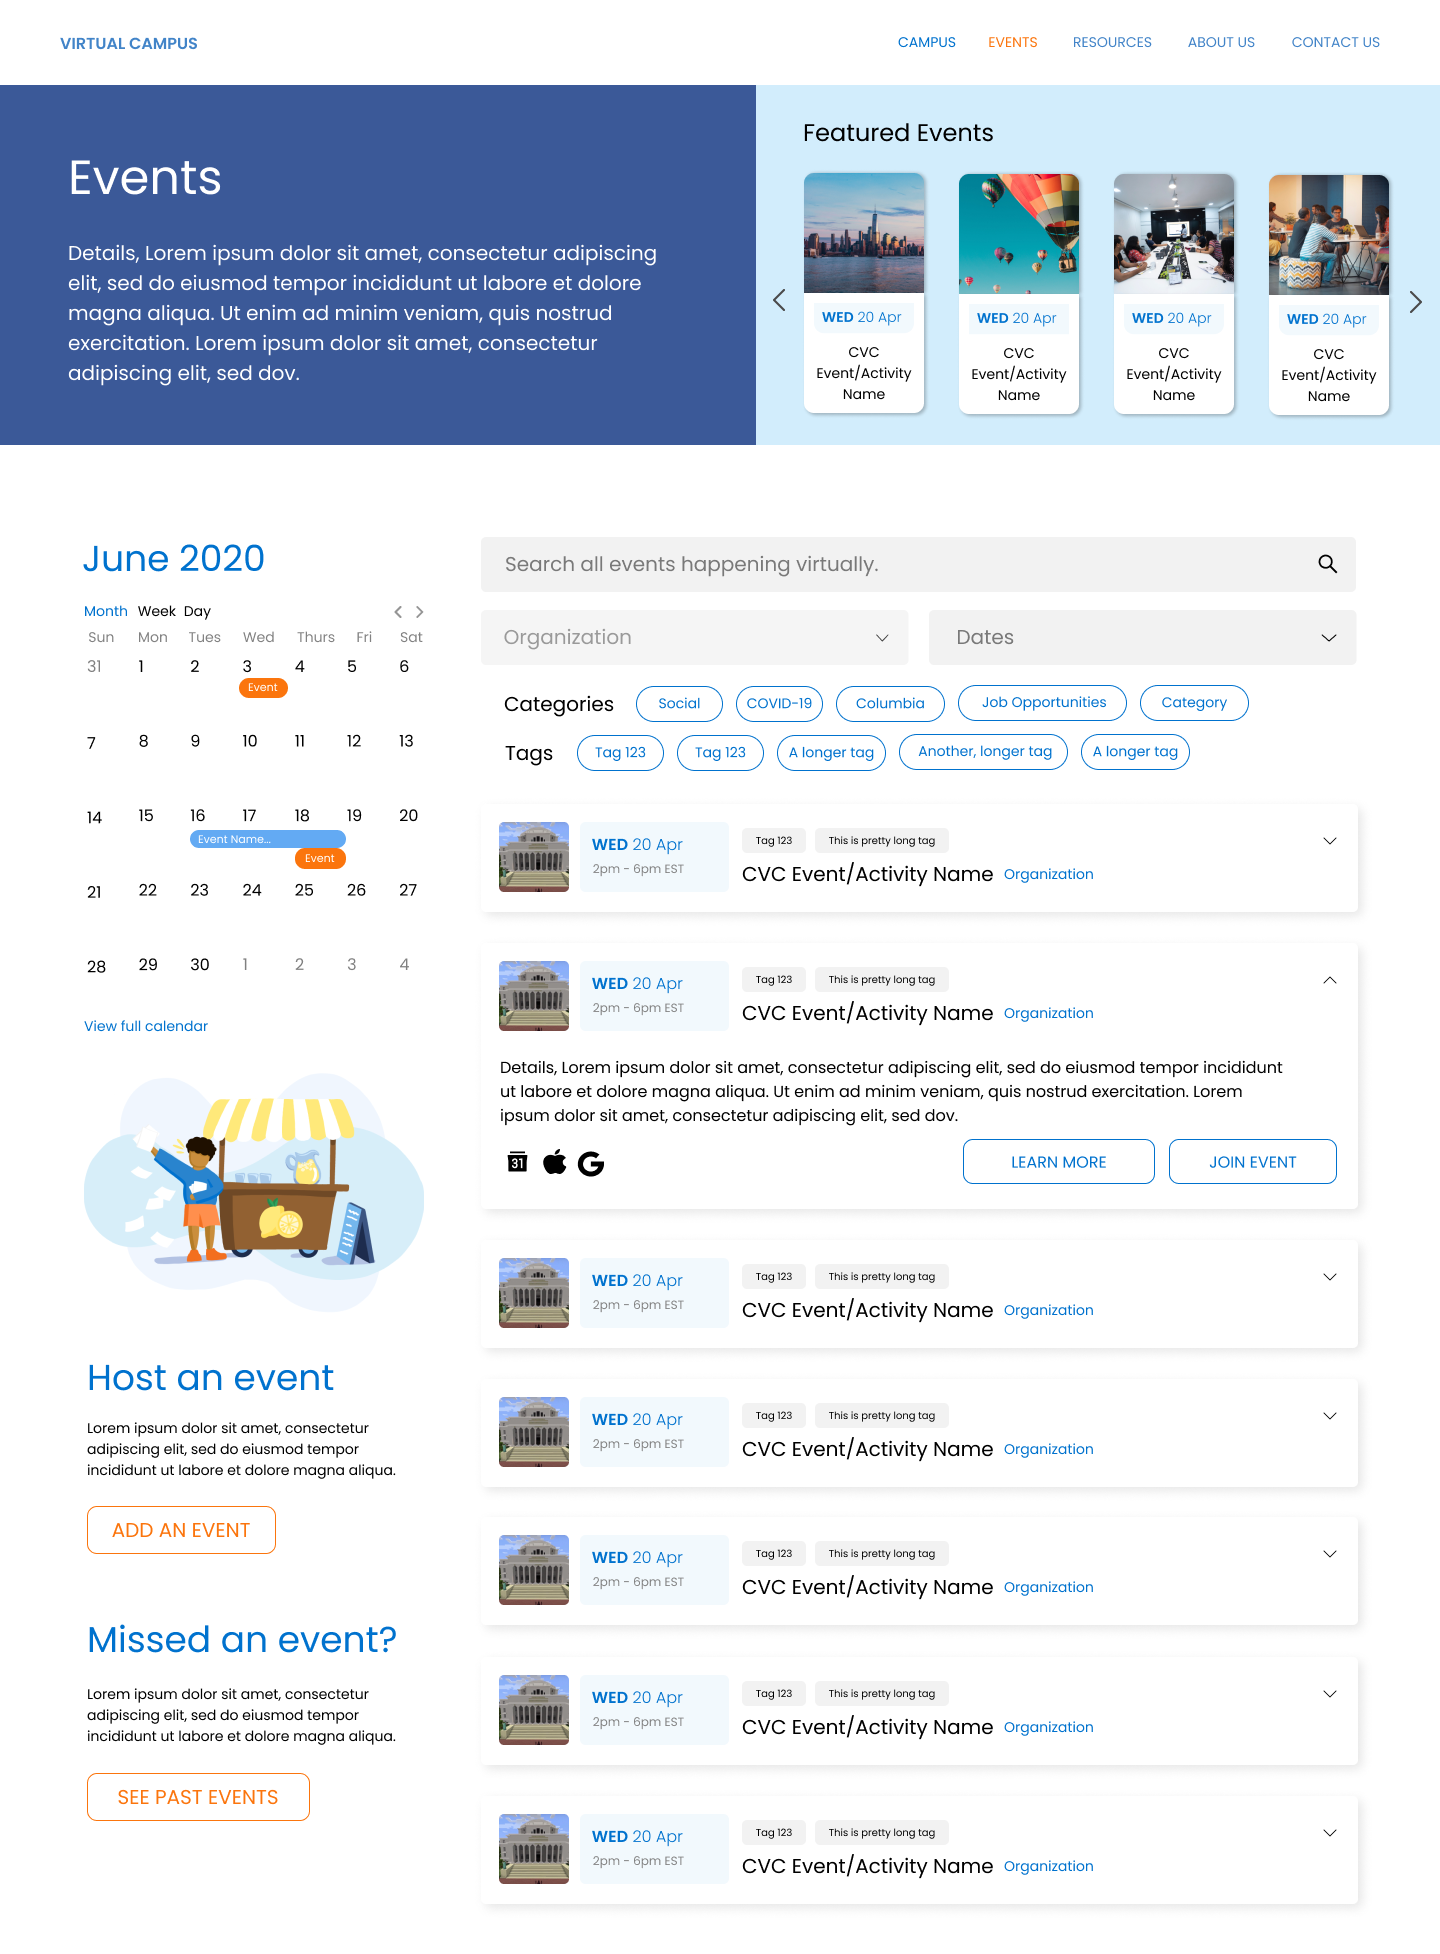 VIRTUAL CAMPUS
CAMPUS EVENTS RESOURCES ABOUT US CONTACT US
Events
Details, Lorem ipsum dolor sit amet, consectetur adipiscing
elit, sed do eiusmod tempor incididunt ut labore et dolore
magna aliqua. Ut enim ad minim veniam, quis nostrud
exercitation. Lorem ipsum dolor sit amet, consectetur
adipiscing elit, sed dov.
Featured Events
WED 20 Apr
CVC
Event/Activity
Name
WED 20 Apr
CVC
Event/Activity
Name
WED 20 Apr
CVC
Event/Activity
Name
WED 20 Apr
CVC
Event/Activity
Name
June 2020
Month Week Day
Sun Mon Tues Wed Thurs Fri Sat
31 1 2 3 4 5 6
Event
7 8 9 10 11 12 13
14 15 16 17 18 19 20
Event Name...
Event
21 22 23 24 25 26 27
28 29 30 1 2 3 4
View full calendar
Host an event
Lorem ipsum dolor sit amet, consectetur
adipiscing elit, sed do eiusmod tempor
incididunt ut labore et dolore magna aliqua.
ADD AN EVENT
Missed an event?
Lorem ipsum dolor sit amet, consectetur
adipiscing elit, sed do eiusmod tempor
incididunt ut labore et dolore magna aliqua.
SEE PAST EVENTS
Search all events happening virtually.
Organization
Dates
Categories Social COVID-19 Columbia Job Opportunities Category
Tags Tag 123 Tag 123 A longer tag Another, longer tag A longer tag
WED 20 Apr
2pm - 6pm EST
Tag 123 This is pretty long tag
CVC Event/Activity Name Organization
WED 20 Apr
2pm - 6pm EST
Tag 123 This is pretty long tag
CVC Event/Activity Name Organization
Details, Lorem ipsum dolor sit amet, consectetur adipiscing elit, sed do eiusmod tempor incididunt
ut labore et dolore magna aliqua. Ut enim ad minim veniam, quis nostrud exercitation. Lorem
ipsum dolor sit amet, consectetur adipiscing elit, sed dov.
31 G
LEARN MORE JOIN EVENT
WED 20 Apr
2pm - 6pm EST
Tag 123 This is pretty long tag
CVC Event/Activity Name Organization
WED 20 Apr
2pm - 6pm EST
Tag 123 This is pretty long tag
CVC Event/Activity Name Organization
WED 20 Apr
2pm - 6pm EST
Tag 123 This is pretty long tag
CVC Event/Activity Name Organization
WED 20 Apr
2pm - 6pm EST
Tag 123 This is pretty long tag
CVC Event/Activity Name Organization
WED 20 Apr
2pm - 6pm EST
Tag 123 This is pretty long tag
CVC Event/Activity Name Organization